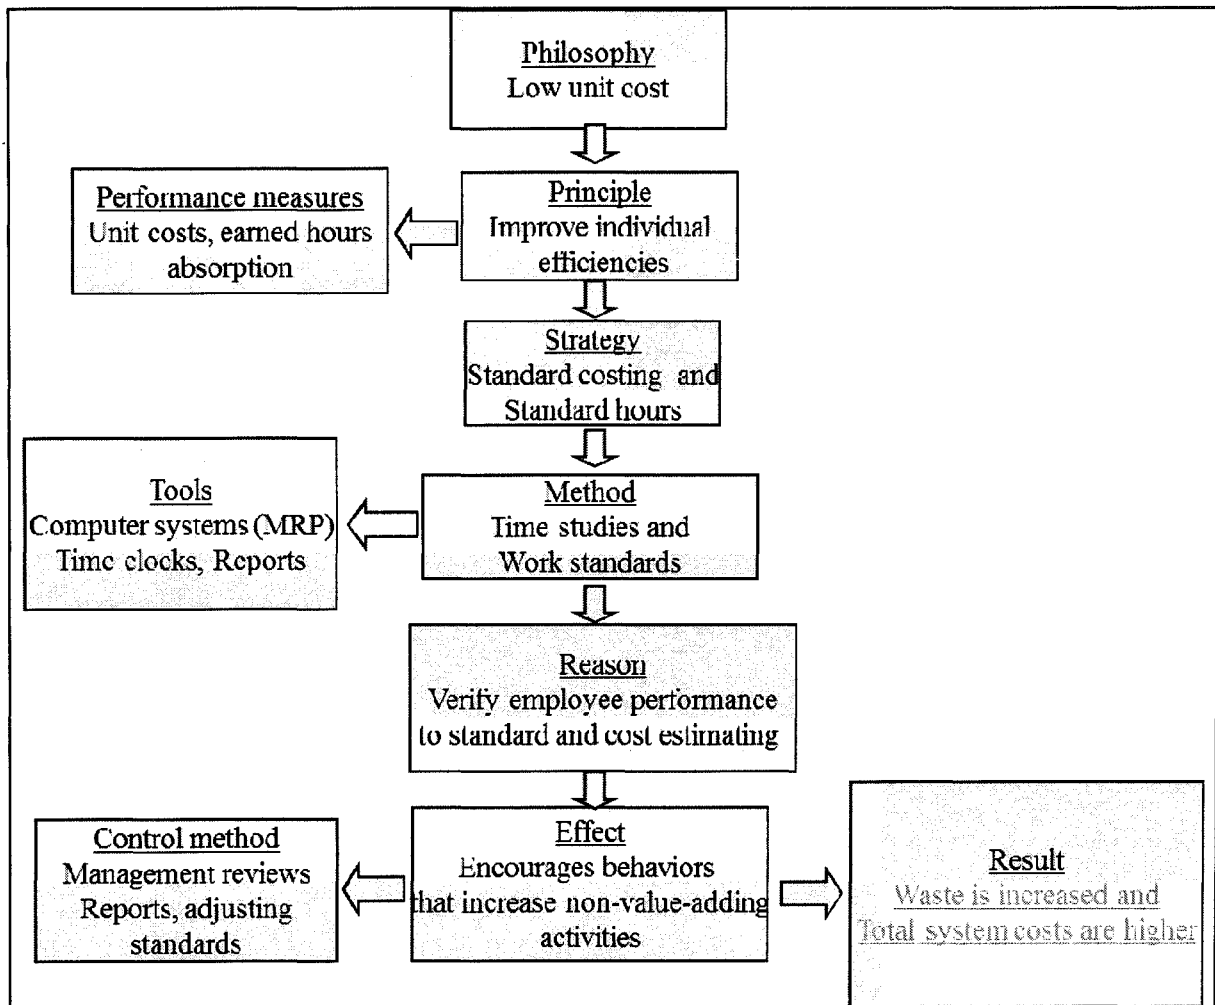 Philosophy
Low unit cost
Performance measures
Unit costs, earned hours
absorption
Principle
Improve individual
efficiencies
Strategy
Standard costing and
Standard hours
Tools
Computer systems (MRP)
Time clocks, Reports
Method
Time studies and
Work standards
Reason
Verify employee performance
to standard and cost estimating
Control method
Management reviews
Reports, adjusting
standards
Effect
Encourages behaviors
that increase non-value-adding
activities
Result
Waste is increased and
Total system costs are higher